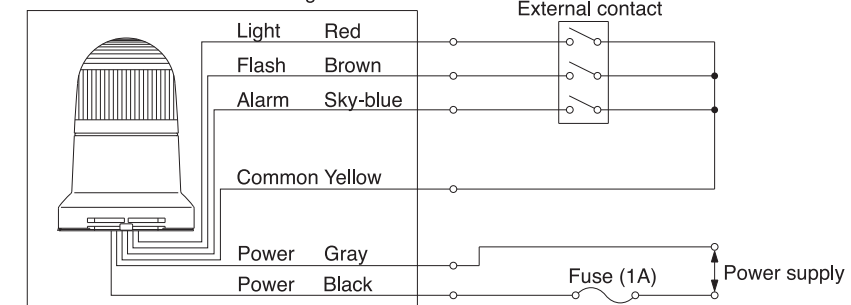 External contact
Light Red
Flash Brown
Alarm Sky-blue
Common Yellow
Power Gray
Power Black
Fuse (1A)
Power supply